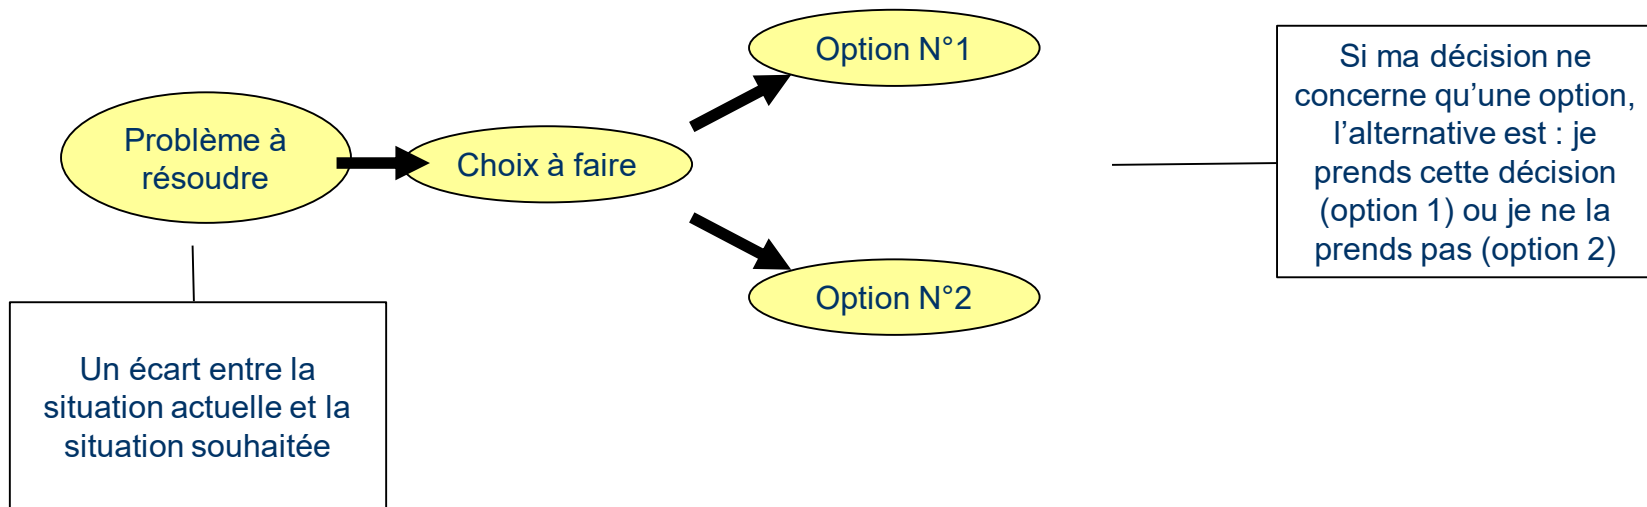 Problème à
résoudre
Choix à faire
Option N°1
Option N°2
Si ma décision ne
concerne qu’une option,
l’alternative est : je
prends cette décision
(option 1) ou je ne la
prends pas (option 2)
Un écart entre la
situation actuelle et la
situation souhaitée